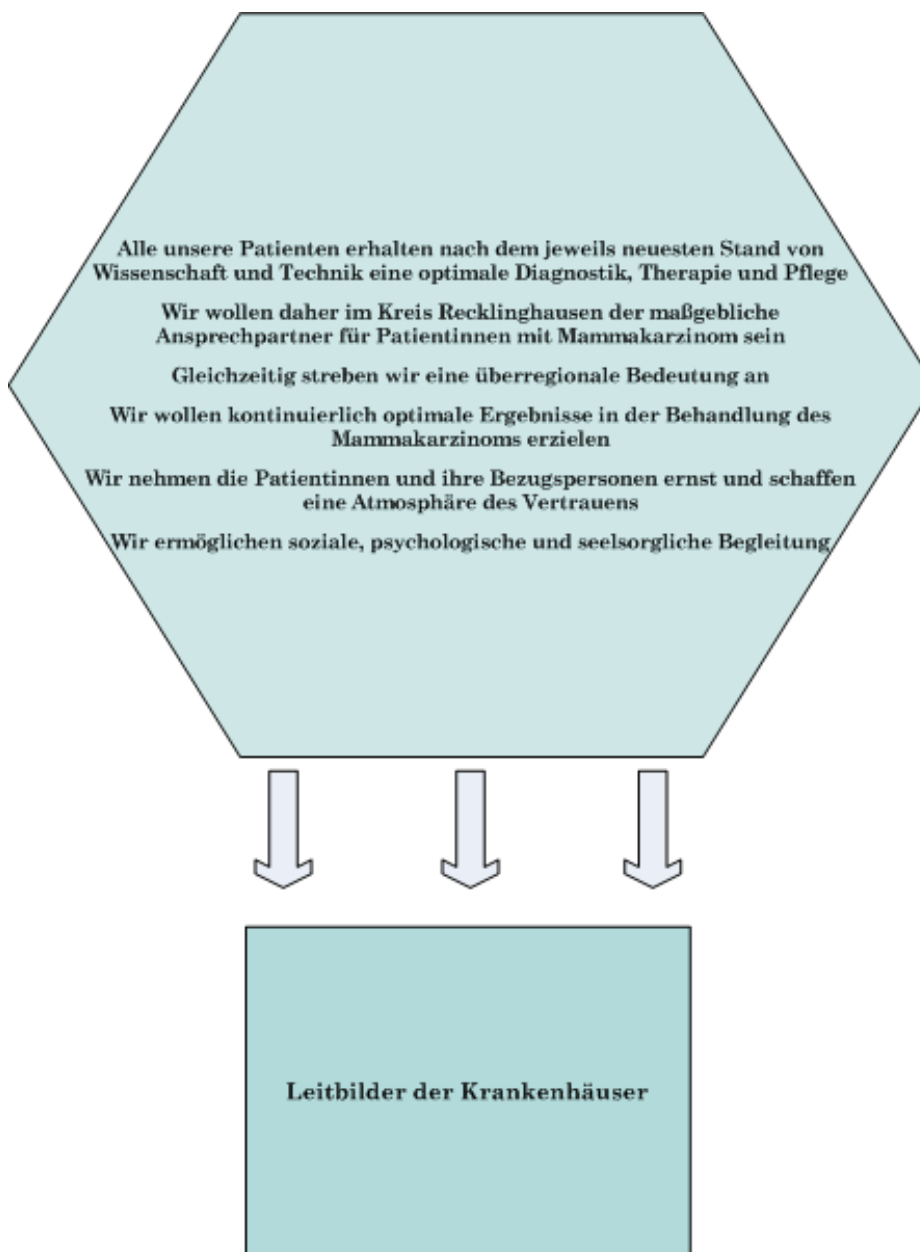 Alle unsere Patienten erhalten nach dem jeweils neuesten Stand von
Wissenschaft und Technik eine optimale Diagnostik, Therapie und Pflege
Wir wollen daher im Kreis Recklinghausen der maßgebliche
Ansprechpartner für Patientinnen mit Mammakarzinom sein
Gleichzeitig streben wir eine überregionale Bedeutung an
Wir wollen kontinuierlich optimale Ergebnisse in der Behandlung des
Mammakarzinoms erzielen
Wir nehmen die Patientinnen und ihre Bezugspersonen ernst und schaffen
eine Atmosphäre des Vertrauens
Wir ermöglichen soziale, psychologische und seelsorgliche Begleitung
Leitbilder der Krankenhäuser